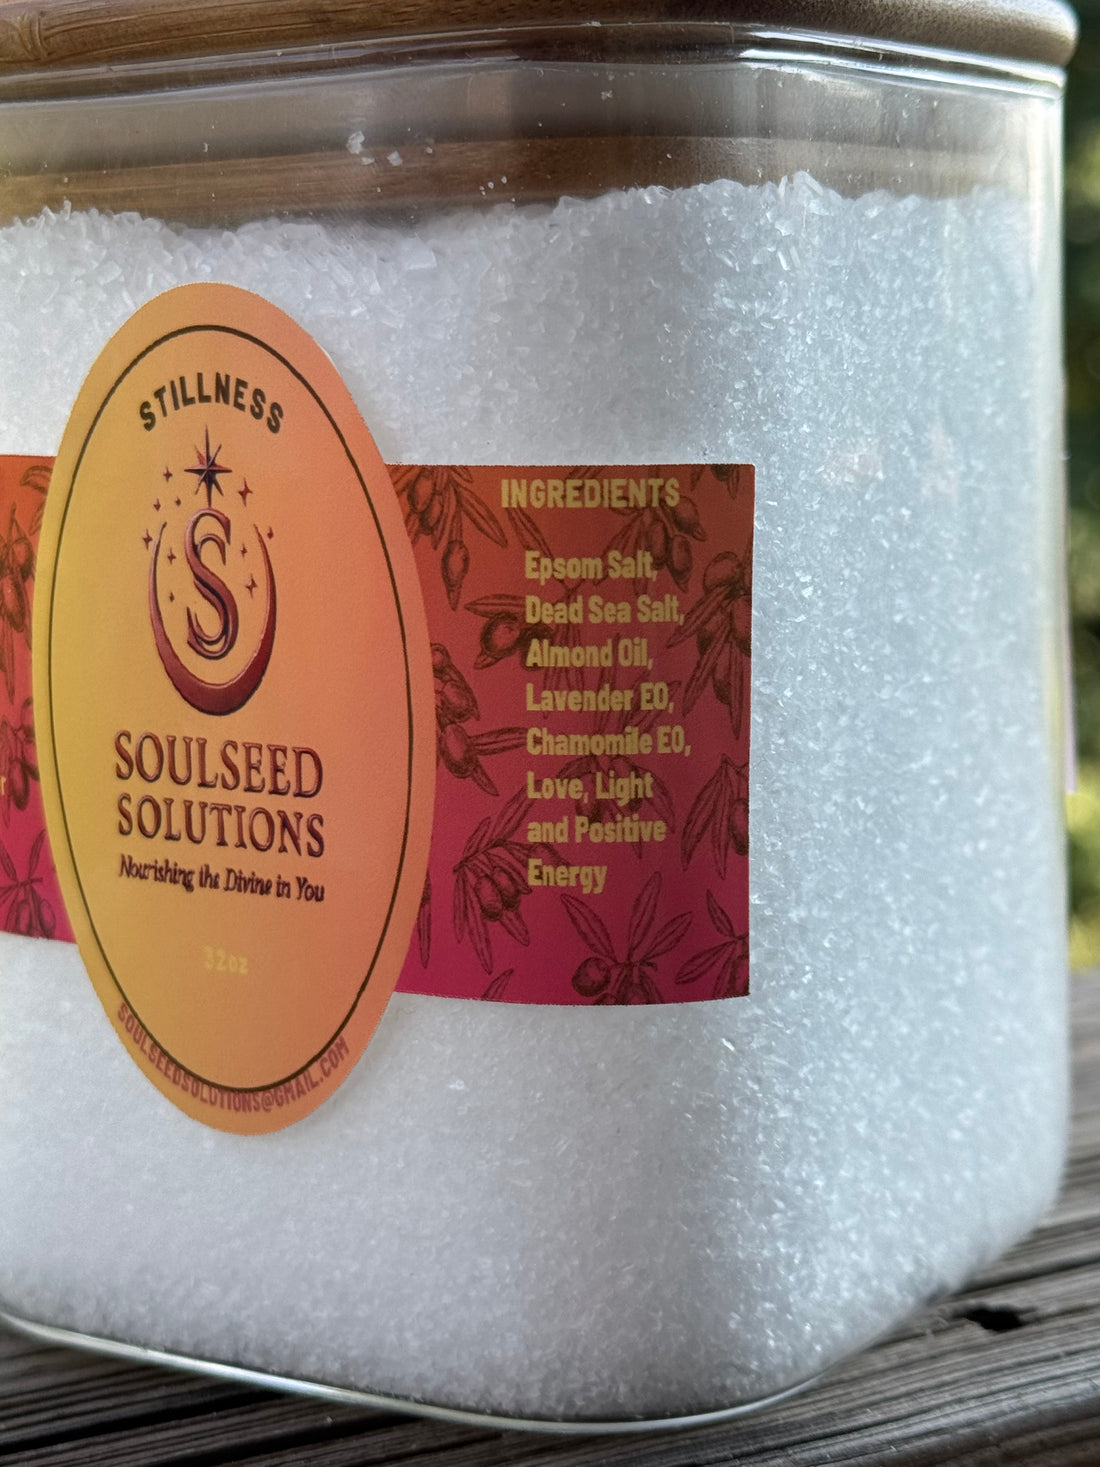 STILLNESS
S
SOULSEED
SOLUTIONS
Nourishing the Divine in You
32oz
SOULSEEDSOLUTIONS@GMAIL.COM
INGREDIENTS
Epsom Salt,
Dead Sea Salt,
Almond Oil,
Lavender EO,
Chamomile EO,
Love, Light
and Positive
Energy